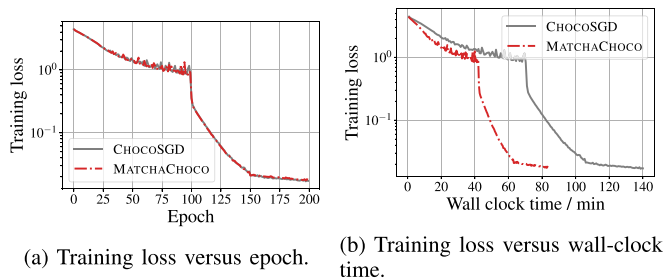 Training loss
10^0
10^-1
CHOCOSGD
MATCHACHOCO
0 25 50 75 100 125 150 175 200
Epoch
(a) Training loss versus epoch.
Training loss
10^0
10^-1
CHOCOSGD
MATCHACHOCO
0 20 40 60 80 100 120 140
Wall clock time / min
(b) Training loss versus wall-clock
time.